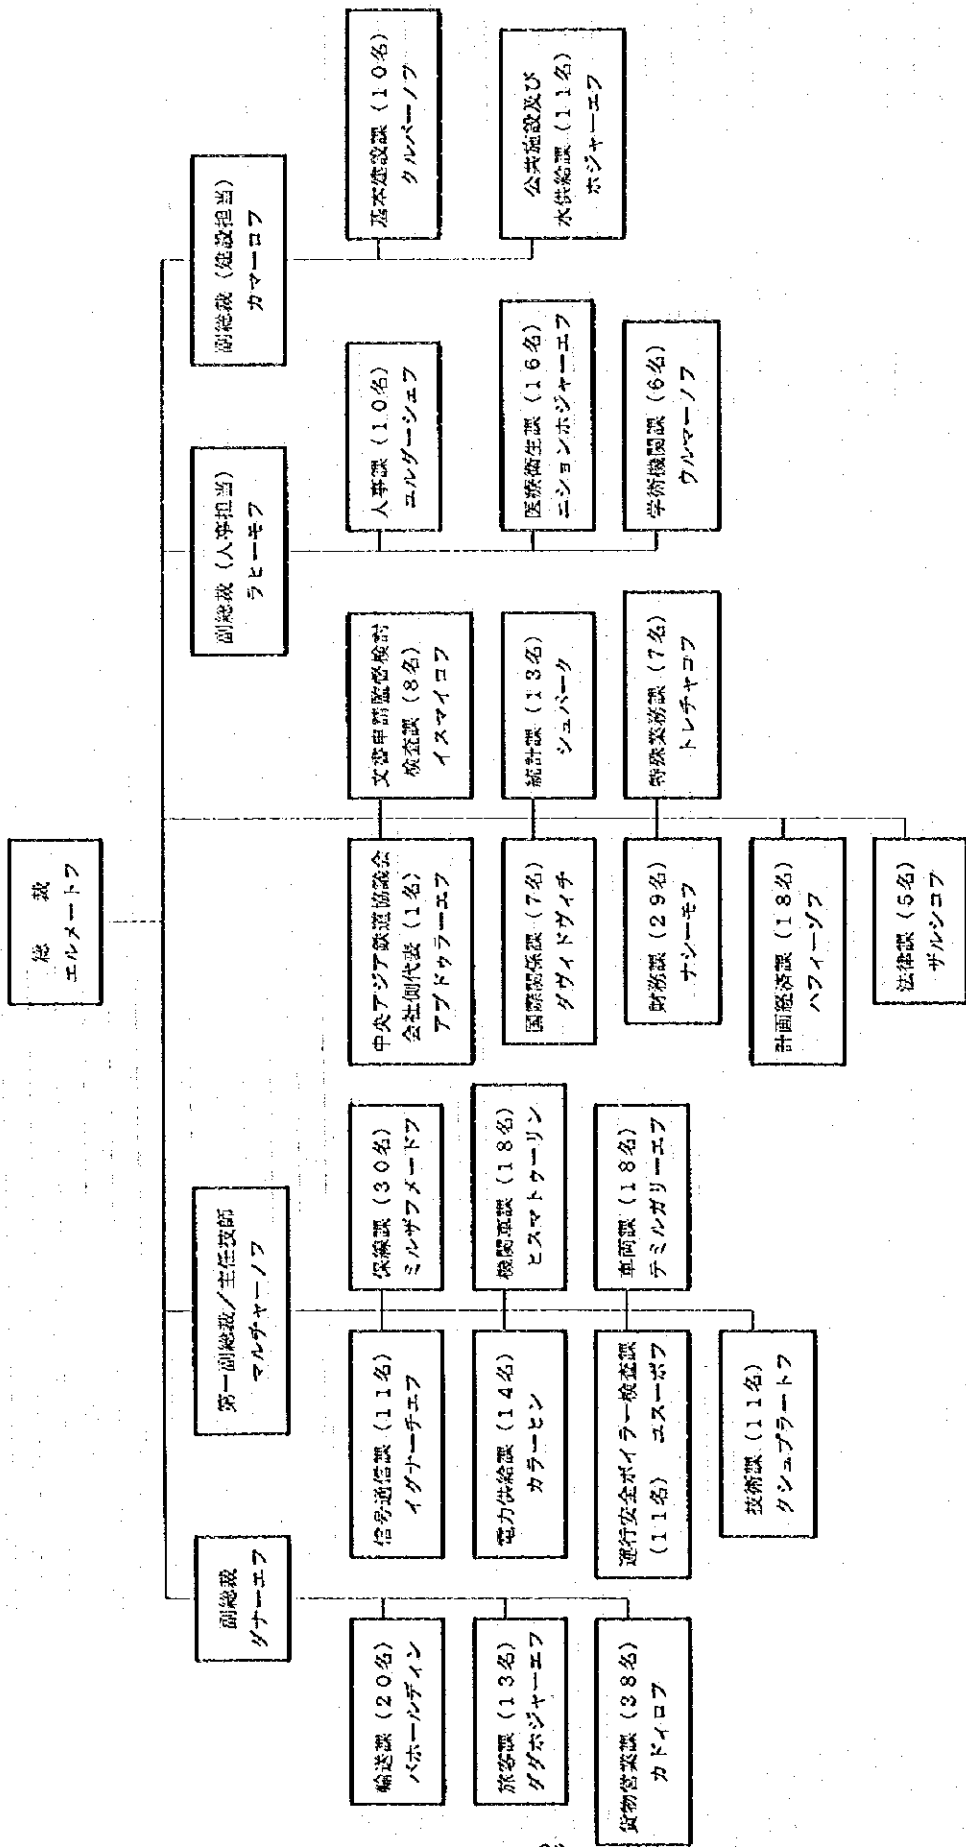 総　裁
エルメートフ
副総裁
ダナーエフ
第一副総裁／主任技師
マルチャーノフ
副総裁（人事担当）
ラヒーモフ
副総裁（建設担当）
カマーロフ
輸送課（20名）
バホールディン
旅客課（13名）
ダダホジャーエフ
貨物営業課（38名）
カドィロフ
信号通信課（11名）
イグナーチェフ
保線課（30名）
ミルザフメードフ
電力供給課（14名）
カラーヒン
機関車課（18名）
ヒスマトゥーリン
運行安全ボイラー検査課
（11名）　ユスーポフ
車両課（18名）
テミルガリーエフ
技術課（11名）
クシュプラートフ
中央アジア鉄道協議会
会社側代表（1名）
アブドゥラーエフ
文書申請監督検討
検査課（8名）
イスマイロフ
国際関係課（7名）
ダヴィドヴィチ
統計課（13名）
シュパーク
財務課（29名）
ナシーモフ
特殊業務課（7名）
トレチャコフ
計画経済課（18名）
ハフィーゾフ
法律課（5名）
ザルシコフ
人事課（10名）
ユルダーシェフ
医療衛生課（16名）
ニションホジャーエフ
学術機関課（6名）
ウルマーノフ
基本建設課（10名）
クルバーノフ
公共施設及び
水供給課（11名）
ホジャーエフ